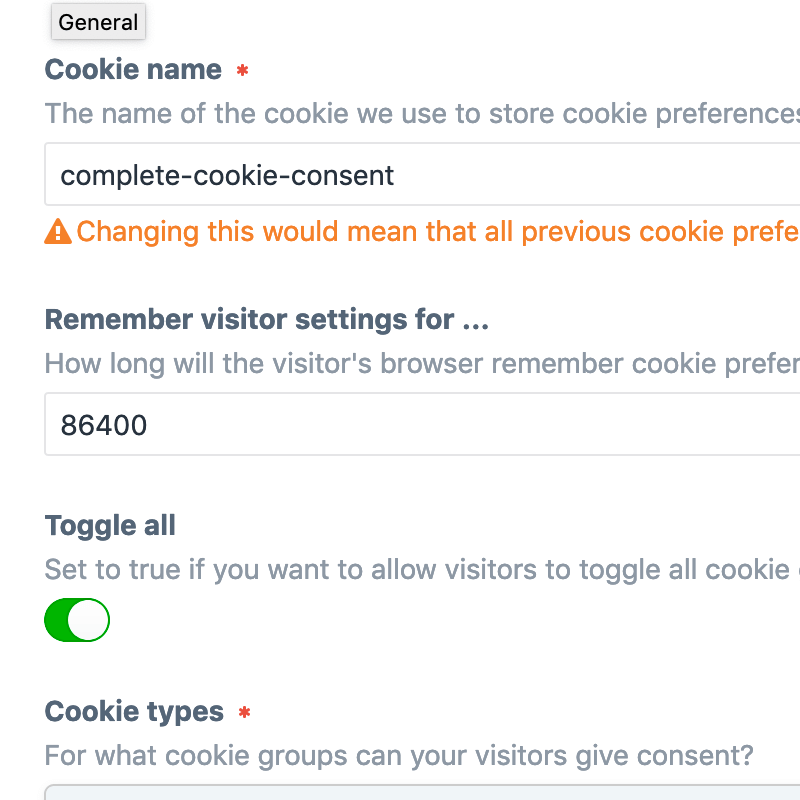 General
Cookie name *
The name of the cookie we use to store cookie preferences
complete-cookie-consent
Changing this would mean that all previous cookie prefe
Remember visitor settings for ...
How long will the visitor's browser remember cookie prefer
86400
Toggle all
Set to true if you want to allow visitors to toggle all cookie
Cookie types *
For what cookie groups can your visitors give consent?